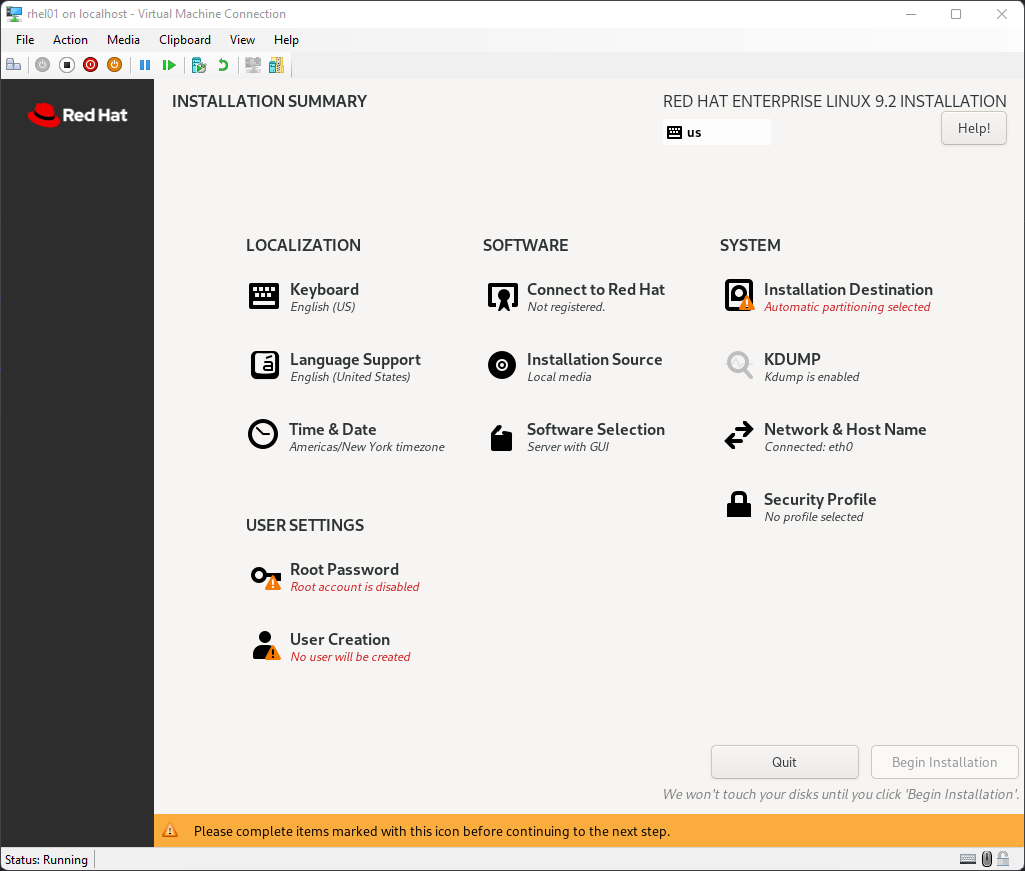 rhel01 on localhost - Virtual Machine Connection
File Action Media Clipboard View Help
Red Hat
INSTALLATION SUMMARY
RED HAT ENTERPRISE LINUX 9.2 INSTALLATION
us
Help!
LOCALIZATION
Keyboard
English (US)
Language Support
English (United States)
Time & Date
Americas/New York timezone
SOFTWARE
Connect to Red Hat
Not registered.
Installation Source
Local media
Software Selection
Server with GUI
SYSTEM
Installation Destination
Automatic partitioning selected
KDUMP
Kdump is enabled
Network & Host Name
Connected: eth0
Security Profile
No profile selected
USER SETTINGS
Root Password
Root account is disabled
User Creation
No user will be created
Quit
Begin Installation
We won't touch your disks until you click 'Begin Installation'.
Please complete items marked with this icon before continuing to the next step.
Status: Running